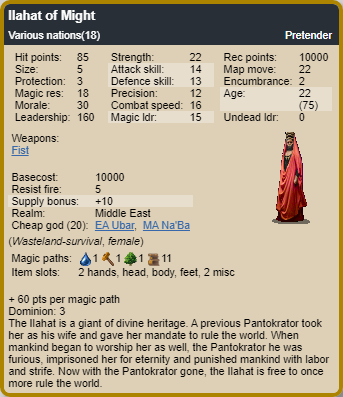 Ilahat of Might
Various nations(18) Pretender
Hit points: 85 Strength: 22 Rec points: 10000
Size: 5 Attack skill: 14 Map move: 22
Protection: 3 Defence skill: 13 Encumbrance: 2
Magic res: 18 Precision: 12 Age: 22
Morale: 30 Combat speed: 16 (75)
Leadership: 160 Magic ldr: 15 Undead ldr: 0
Weapons:
Fist
Basecost: 10000
Resist fire: 5
Supply bonus: +10
Realm: Middle East
Cheap god (20): EA Ubar, MA Na'Ba
(Wasteland-survival, female)
Magic paths: 1 1 1 11
Item slots: 2 hands, head, body, feet, 2 misc
+ 60 pts per magic path
Dominion: 3
The Ilahat is a giant of divine heritage. A previous Pantokrator took
her as his wife and gave her mandate to rule the world. When
mankind began to worship her as well, the Pantokrator he was
furious, imprisoned her for eternity and punished mankind with labor
and strife. Now with the Pantokrator gone, the Ilahat is free to once
more rule the world.